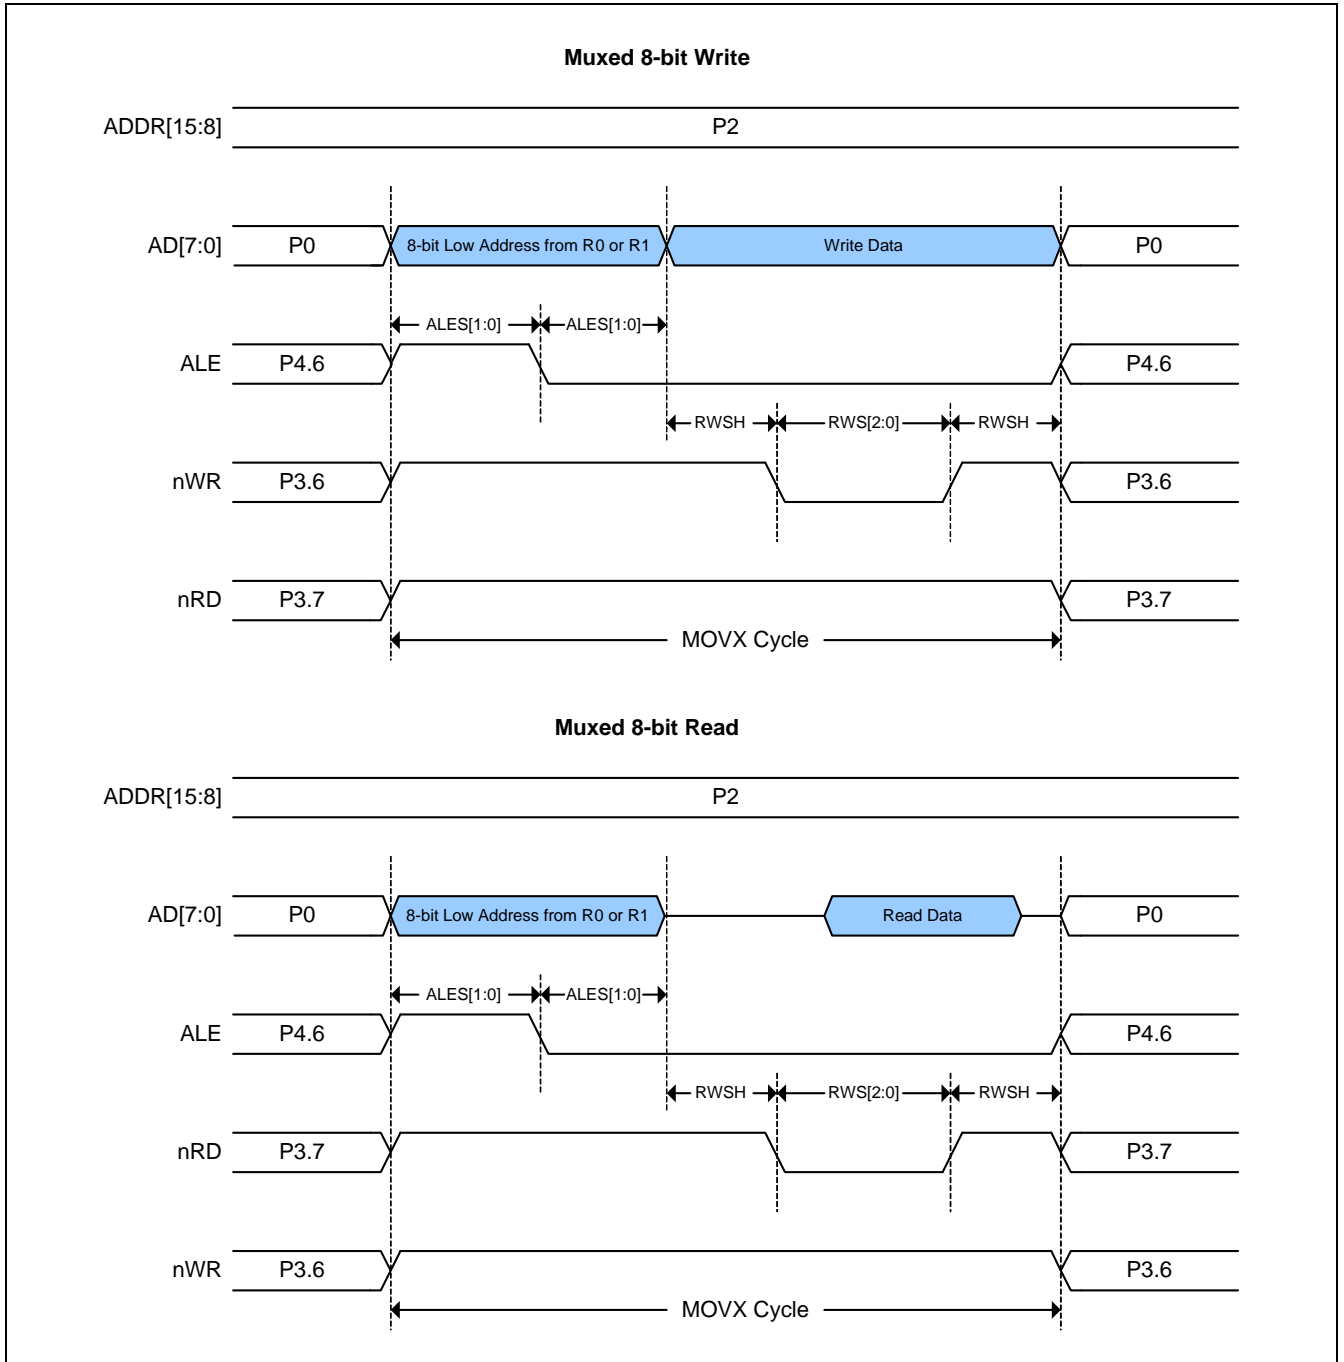 Muxed 8-bit Write
ADDR[15:8] P2
AD[7:0] P0 8-bit Low Address from R0 or R1 Write Data P0
ALES[1:0] ALES[1:0]
ALE P4.6 P4.6
RWSH RWS[2:0] RWSH
nWR P3.6 P3.6
nRD P3.7 P3.7
MOVX Cycle
Muxed 8-bit Read
ADDR[15:8] P2
AD[7:0] P0 8-bit Low Address from R0 or R1 Read Data P0
ALES[1:0] ALES[1:0]
ALE P4.6 P4.6
RWSH RWS[2:0] RWSH
nRD P3.7 P3.7
nWR P3.6 P3.6
MOVX Cycle